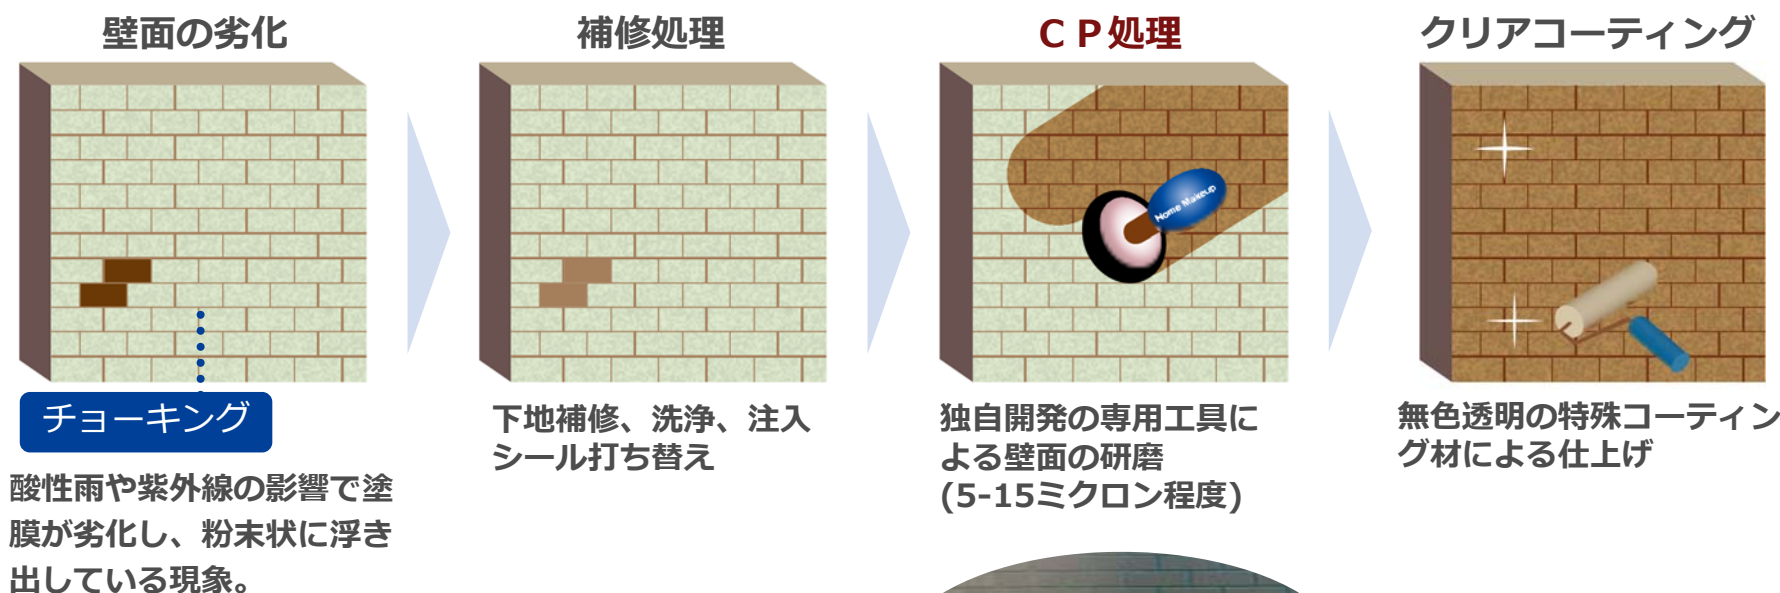 壁面の劣化
補修処理
ＣＰ処理
クリアコーティング
Home Makeup
チョーキング
酸性雨や紫外線の影響で塗
膜が劣化し、粉末状に浮き
出している現象。
下地補修、洗浄、注入
シール打ち替え
独自開発の専用工具に
よる壁面の研磨
(5-15ミクロン程度)
無色透明の特殊コーティン
グ材による仕上げ